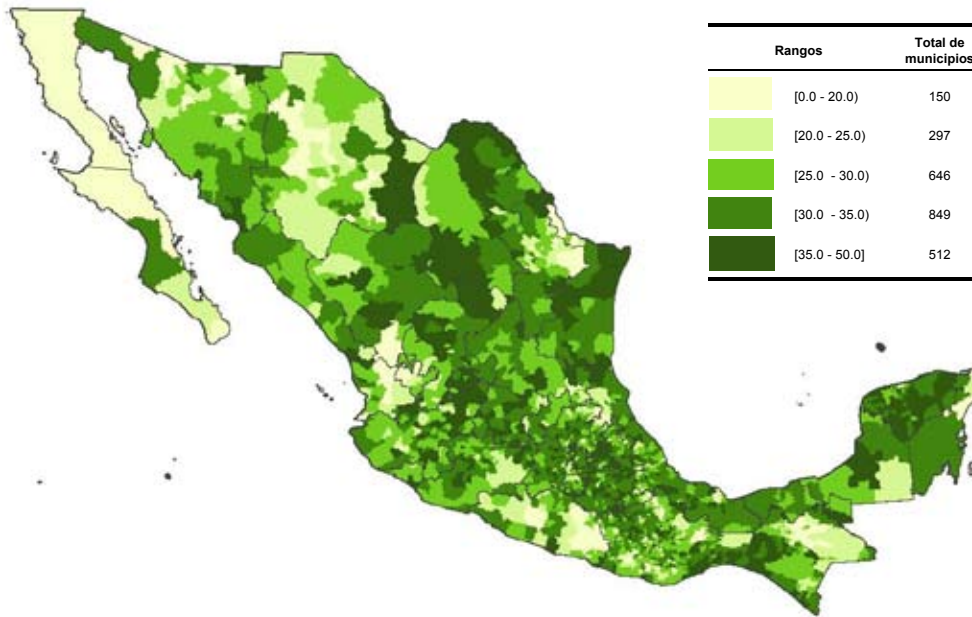 Rangos Total de municipios
[0.0 - 20.0) 150
[20.0 - 25.0) 297
[25.0 - 30.0) 646
[30.0 - 35.0) 849
[35.0 - 50.0] 512